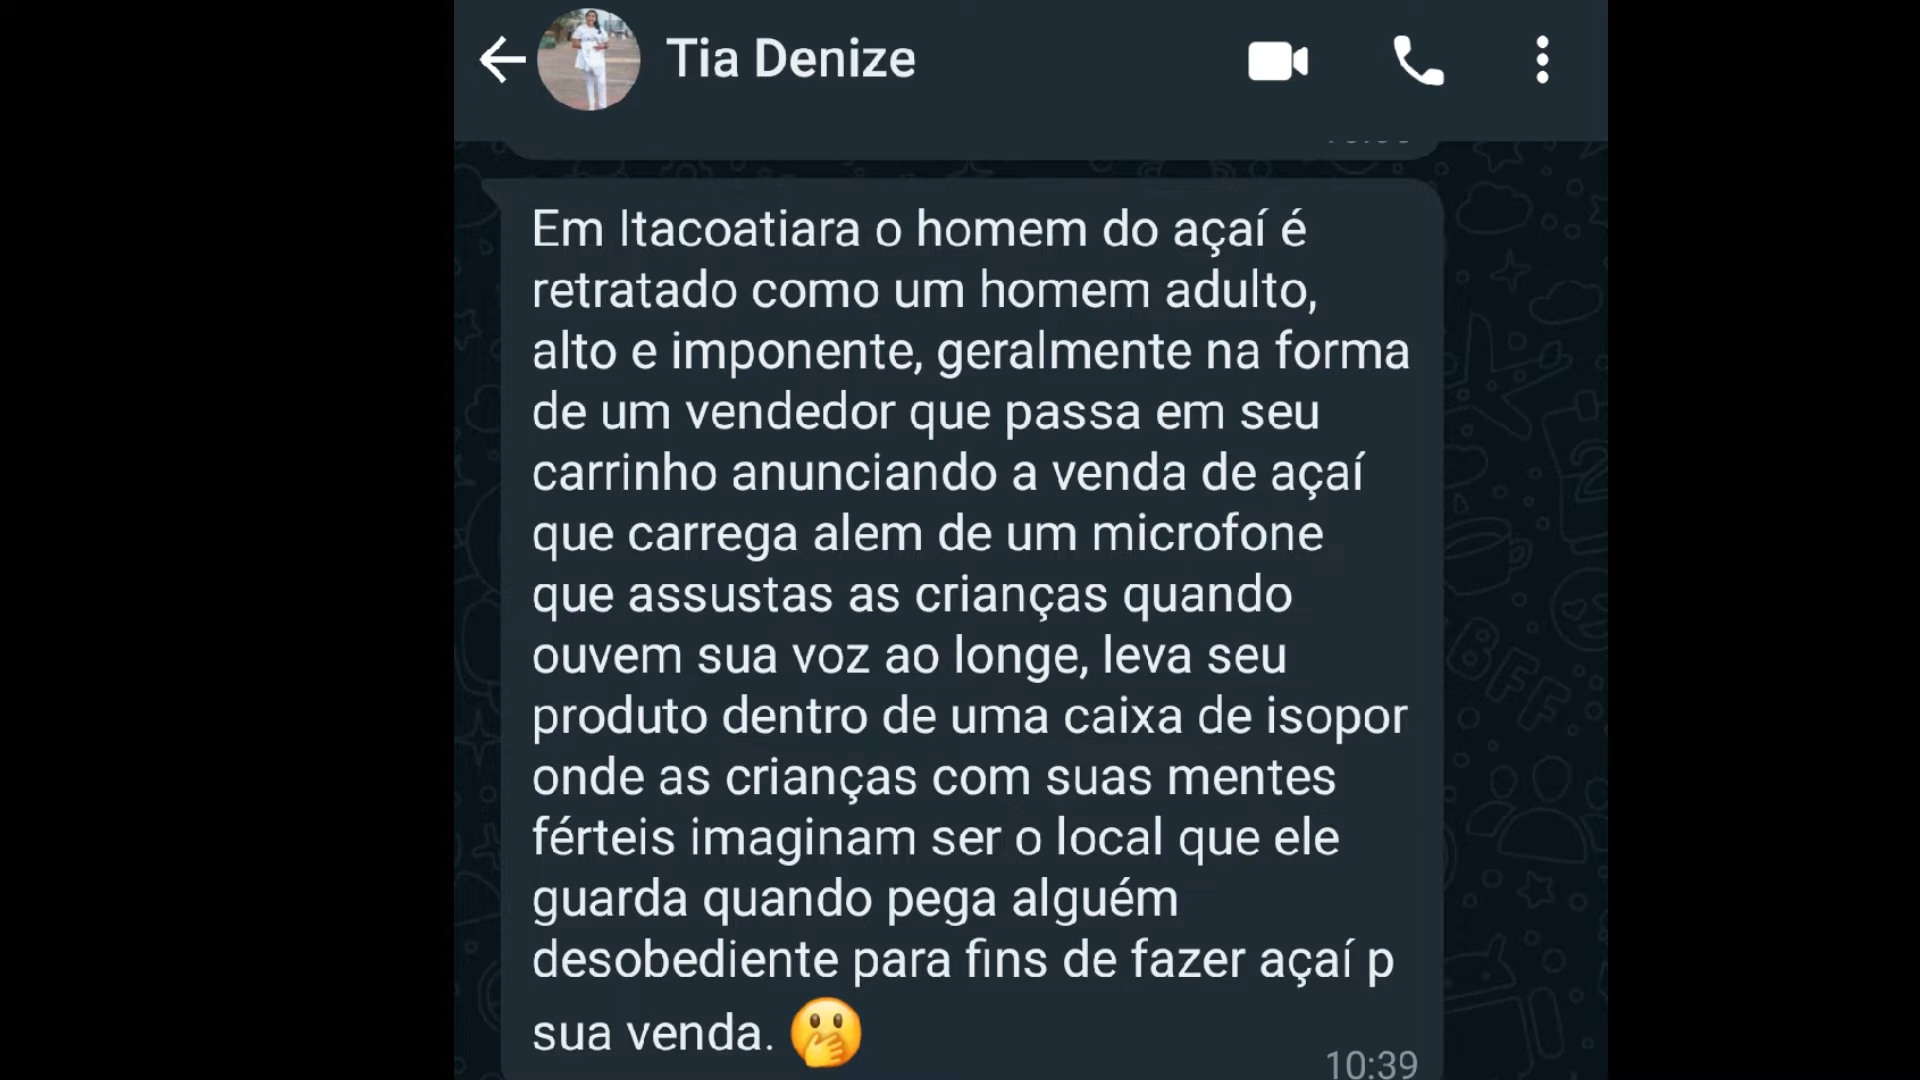 Tia Denize
Em Itacoatiara o homem do açaí é
retratado como um homem adulto,
alto e imponente, geralmente na forma
de um vendedor que passa em seu
carrinho anunciando a venda de açaí
que carrega alem de um microfone
que assustas as crianças quando
ouvem sua voz ao longe, leva seu
produto dentro de uma caixa de isopor
onde as crianças com suas mentes
férteis imaginam ser o local que ele
guarda quando pega alguém
desobediente para fins de fazer açaí p
sua venda. 🫢
10:39